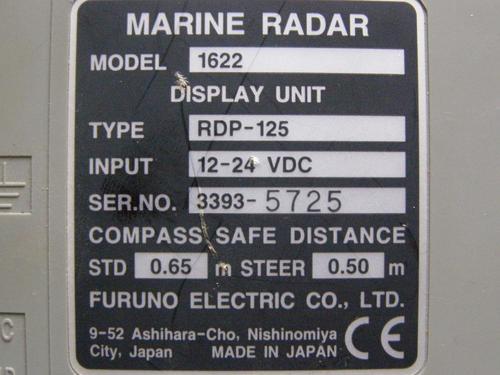 MARINE RADAR
MODEL 1622
DISPLAY UNIT
TYPE RDP-125
INPUT 12-24 VDC
SER.NO. 3393-5725
COMPASS SAFE DISTANCE
STD 0.65 m STEER 0.50 m
FURUNO ELECTRIC CO., LTD.
9-52 Ashihara-Cho, Nishinomiya
City, Japan MADE IN JAPAN CE